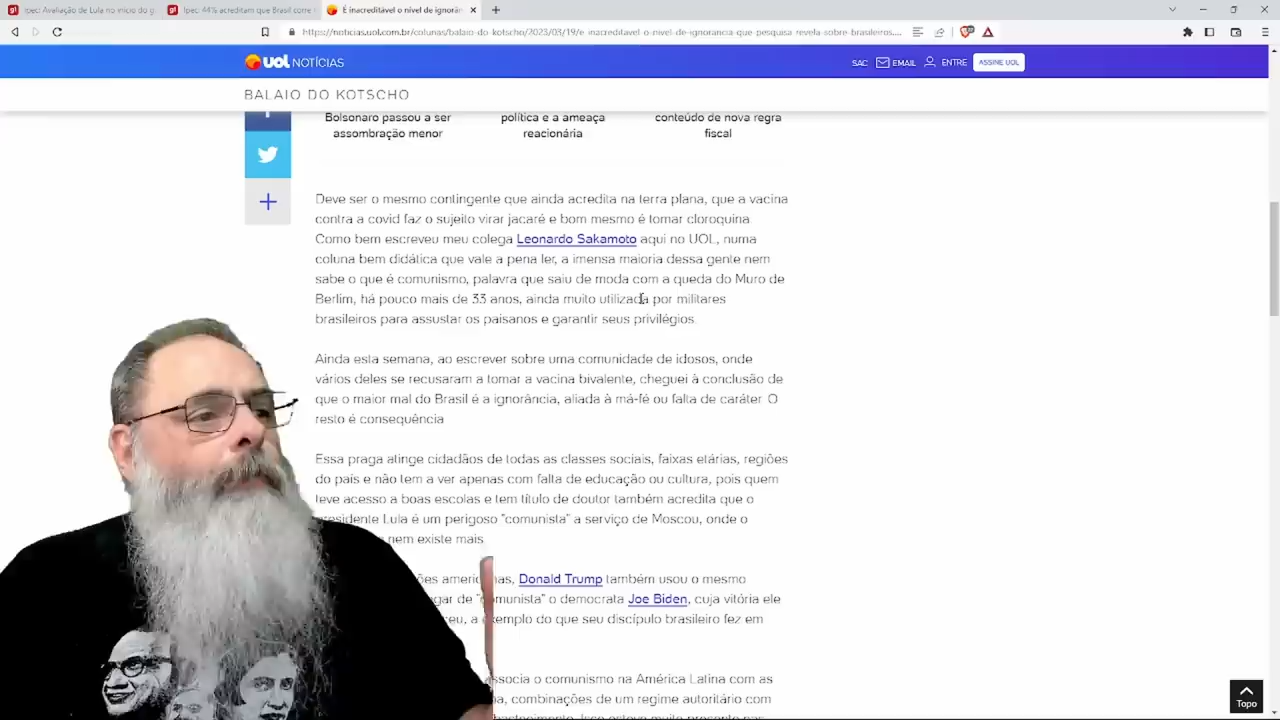 Ipec: Avaliação de Lula no início do g
Ipec: 44% acreditam que Brasil corre
É inacreditável o nível de ignorân
https://noticias.uol.com.br/colunas/balaio-do-kotscho/2023/03/19/e-inacreditavel-o-nivel-de-ignorancia-que-pesquisa-revela-sobre-brasileiros....
uol NOTÍCIAS
SAC EMAIL ENTRE ASSINE UOL
BALAIO DO KOTSCHO
Bolsonaro passou a ser
assombração menor
política e a ameaça
reacionária
conteúdo de nova regra
fiscal
Deve ser o mesmo contingente que ainda acredita na terra plana, que a vacina
contra a covid faz o sujeito virar jacaré e bom mesmo é tomar cloroquina.
Como bem escreveu meu colega Leonardo Sakamoto aqui no UOL, numa
coluna bem didática que vale a pena ler, a imensa maioria dessa gente nem
sabe o que é comunismo, palavra que saiu de moda com a queda do Muro de
Berlim, há pouco mais de 33 anos, ainda muito utilizada por militares
brasileiros para assustar os paisanos e garantir seus privilégios.
Ainda esta semana, ao escrever sobre uma comunidade de idosos, onde
vários deles se recusaram a tomar a vacina bivalente, cheguei à conclusão de
que o maior mal do Brasil é a ignorância, aliada à má-fé ou falta de caráter. O
resto é consequência
Essa praga atinge cidadãos de todas as classes sociais, faixas etárias, regiões
do país e não tem a ver apenas com falta de educação ou cultura, pois quem
teve acesso a boas escolas e tem título de doutor também acredita que o
presidente Lula é um perigoso "comunista" a serviço de Moscou, onde o
nem existe mais
ões americanas, Donald Trump também usou o mesmo
gar de "comunista" o democrata Joe Biden, cuja vitória ele
ceu, a exemplo do que seu discípulo brasileiro fez em
ssocia o comunismo na América Latina com as
ba, combinações de um regime autoritário com
Topo